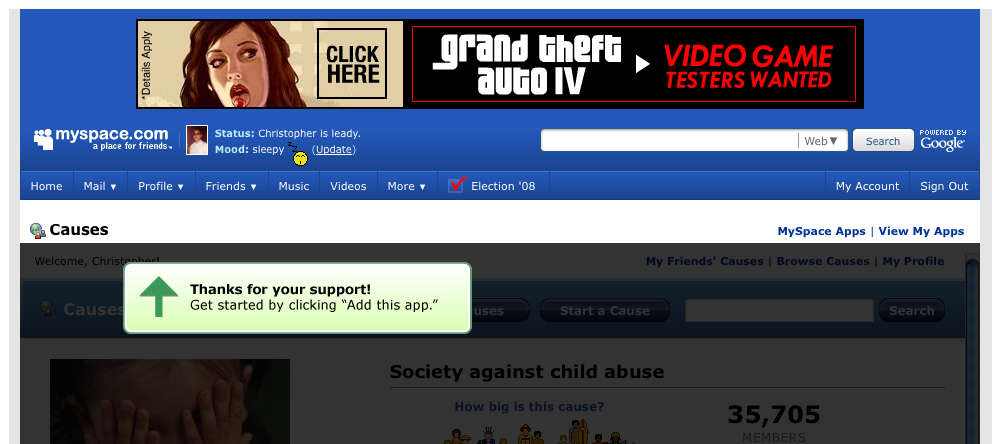 *Details Apply
CLICK
HERE
grand theft
auto IV
VIDEO GAME
TESTERS WANTED
myspace.com
a place for friends
Status: Christopher is leady.
Mood: sleepy (Update)
Web▼
Search
POWERED BY
Google
Home
Mail ▼
Profile ▼
Friends ▼
Music
Videos
More ▼
Election '08
My Account
Sign Out
Causes
MySpace Apps | View My Apps
Welcome, Christopher!
My Friends' Causes | Browse Causes | My Profile
Thanks for your support!
Get started by clicking “Add this app.”
Causes
Start a Cause
Search
Society against child abuse
How big is this cause?
35,705
MEMBERS